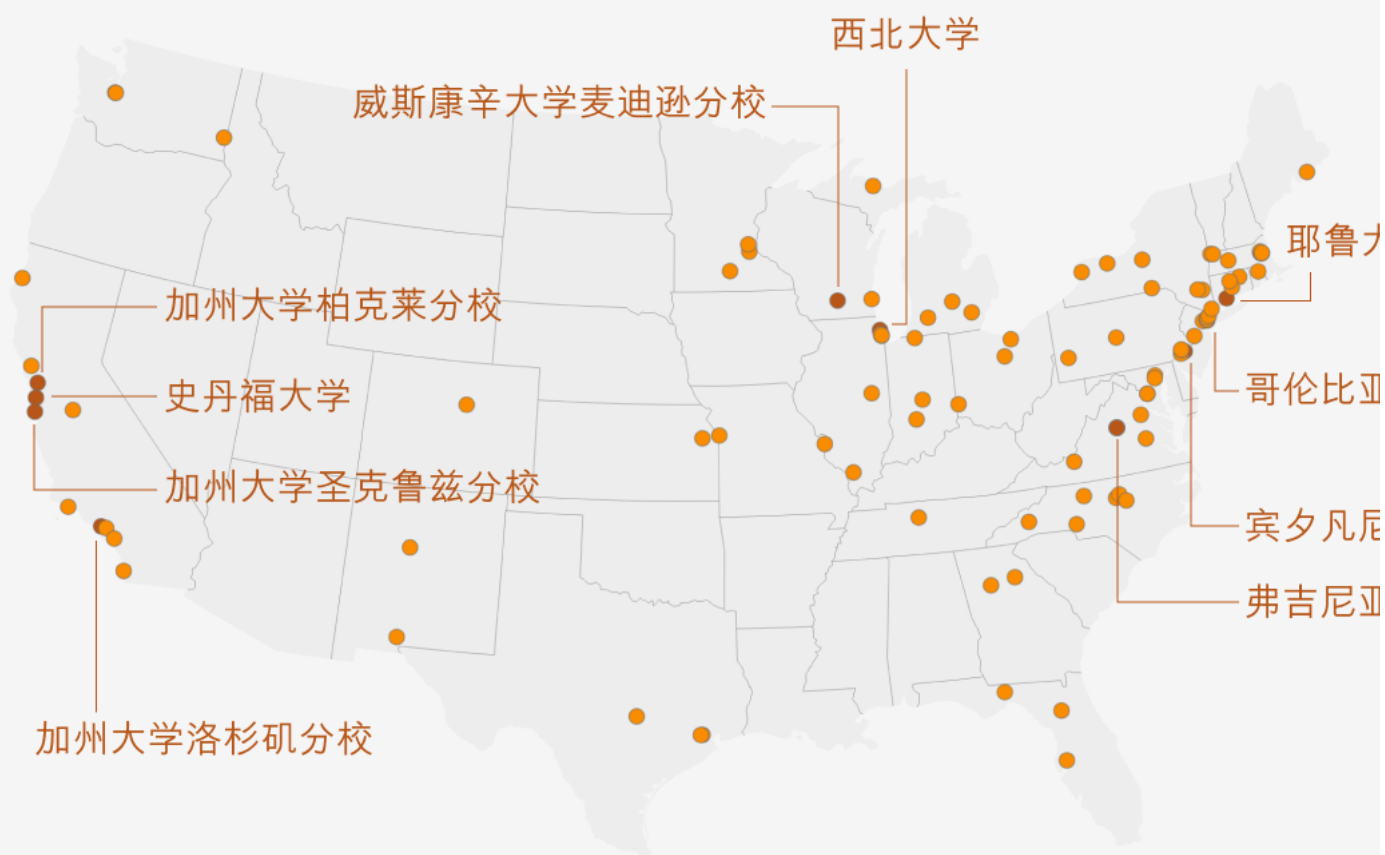 西北大学
威斯康辛大学麦迪逊分校
耶鲁大
加州大学柏克莱分校
史丹福大学
哥伦比亚
加州大学圣克鲁兹分校
宾夕凡尼
弗吉尼亚
加州大学洛杉矶分校